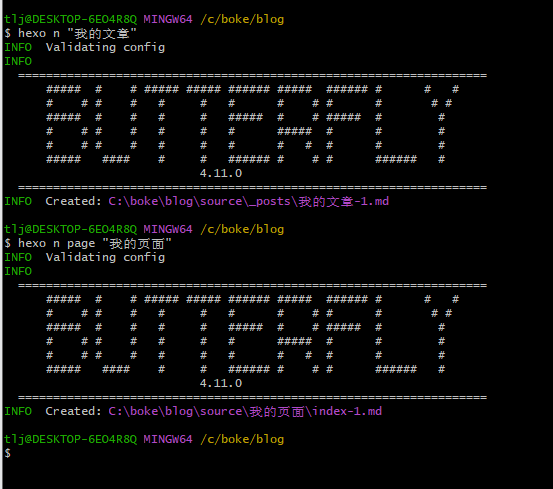 tlj@DESKTOP-6EO4R8Q MINGW64 /c/boke/blog
$ hexo n "我的文章"
INFO  Validating config
INFO
===================================================================
BUTTERFLY
4.11.0
===================================================================
INFO  Created: C:\boke\blog\source\_posts\我的文章-1.md
tlj@DESKTOP-6EO4R8Q MINGW64 /c/boke/blog
$ hexo n page "我的页面"
INFO  Validating config
INFO
===================================================================
BUTTERFLY
4.11.0
===================================================================
INFO  Created: C:\boke\blog\source\我的页面\index-1.md
tlj@DESKTOP-6EO4R8Q MINGW64 /c/boke/blog
$